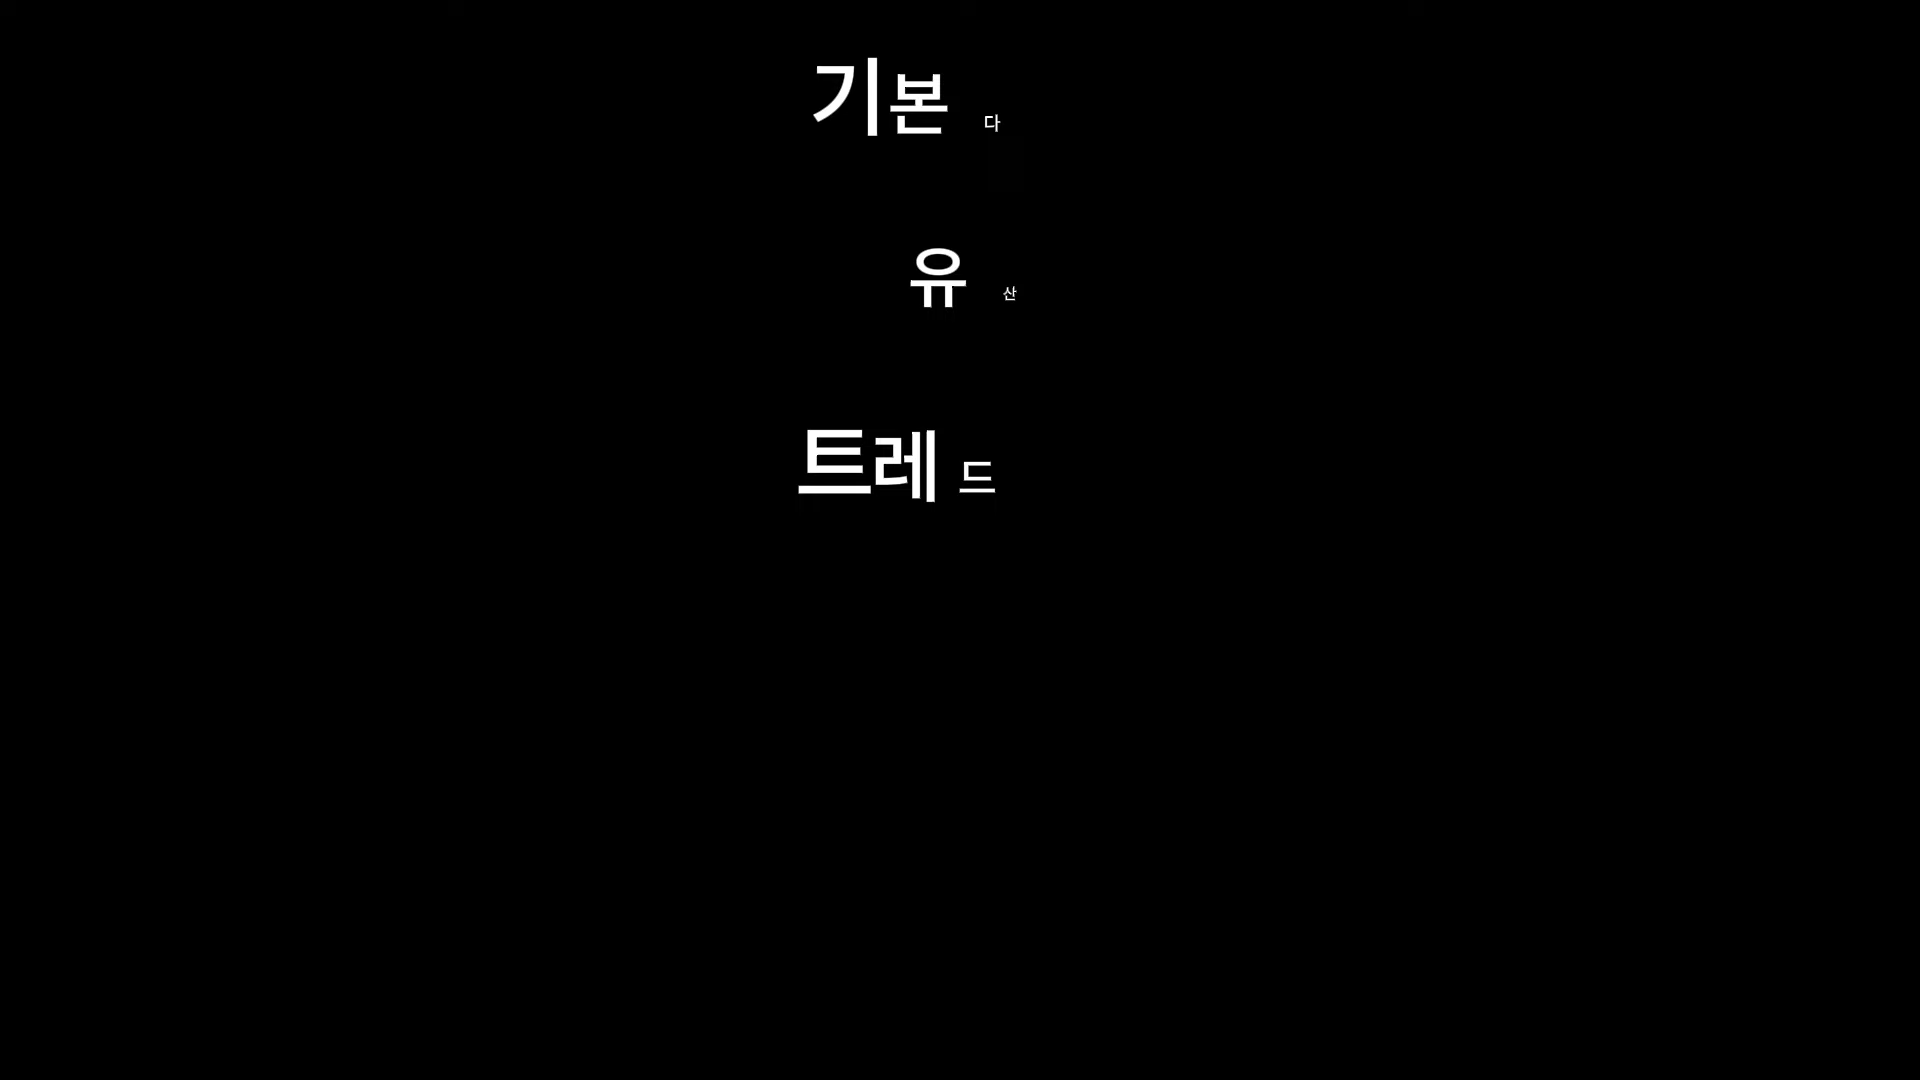 기본 다
유 산
트레 드